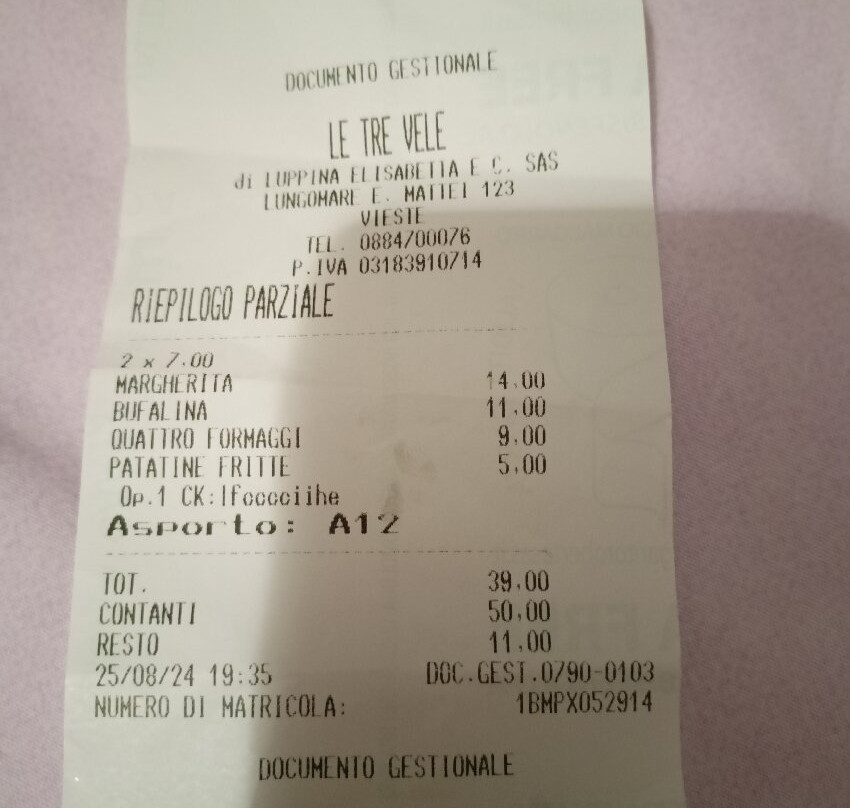 DOCUMENTO GESTIONALE
LE TRE VELE
di LUPPINA ELISABETTA E C. SAS
LUNGOMARE E. MATTEI 123
VIESTE
TEL. 0884700076
P.IVA 03183910714
RIEPILOGO PARZIALE
2 x 7.00
MARGHERITA 14,00
BUFALINA 11,00
QUATTRO FORMAGGI 9,00
PATATINE FRITTE 5,00
Op.1 CK:
Asporto: A12
TOT. 39,00
CONTANTI 50,00
RESTO 11,00
25/08/24 19:35 DOC.GEST.0790-0103
NUMERO DI MATRICOLA: 1BMPX052914
DOCUMENTO GESTIONALE